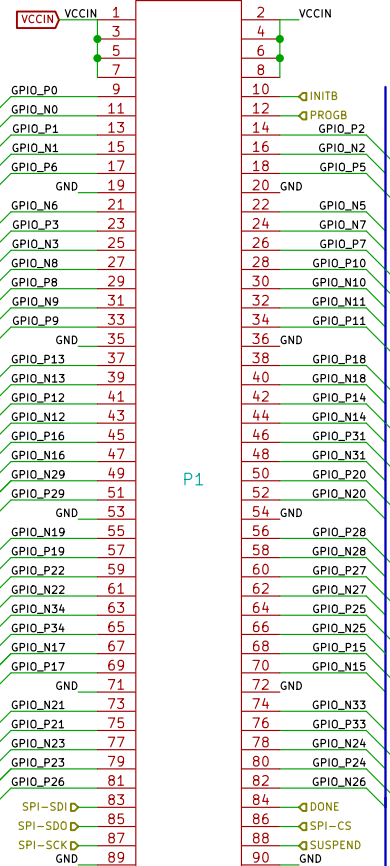 VCCIN VCCIN 1 2 VCCIN
3 4
5 6
7 8
GPIO_P0 9 10 INITB
GPIO_N0 11 12 PROGB
GPIO_P1 13 14 GPIO_P2
GPIO_N1 15 16 GPIO_N2
GPIO_P6 17 18 GPIO_P5
GND 19 20 GND
GPIO_N6 21 22 GPIO_N5
GPIO_P3 23 24 GPIO_N7
GPIO_N3 25 26 GPIO_P7
GPIO_N8 27 28 GPIO_P10
GPIO_P8 29 30 GPIO_N10
GPIO_N9 31 32 GPIO_N11
GPIO_P9 33 34 GPIO_P11
GND 35 36 GND
GPIO_P13 37 38 GPIO_P18
GPIO_N13 39 40 GPIO_N18
GPIO_P12 41 42 GPIO_P14
GPIO_N12 43 44 GPIO_N14
GPIO_P16 45 46 GPIO_P31
GPIO_N16 47 48 GPIO_N31
GPIO_N29 49 50 GPIO_P20
P1
GPIO_P29 51 52 GPIO_N20
GND 53 54 GND
GPIO_N19 55 56 GPIO_P28
GPIO_P19 57 58 GPIO_N28
GPIO_P22 59 60 GPIO_P27
GPIO_N22 61 62 GPIO_N27
GPIO_N34 63 64 GPIO_P25
GPIO_P34 65 66 GPIO_N25
GPIO_N17 67 68 GPIO_P15
GPIO_P17 69 70 GPIO_N15
GND 71 72 GND
GPIO_N21 73 74 GPIO_N33
GPIO_P21 75 76 GPIO_P33
GPIO_N23 77 78 GPIO_N24
GPIO_P23 79 80 GPIO_P24
GPIO_P26 81 82 GPIO_N26
SPI-SDI 83 84 DONE
SPI-SDO 85 86 SPI-CS
SPI-SCK 87 88 SUSPEND
GND 89 90 GND